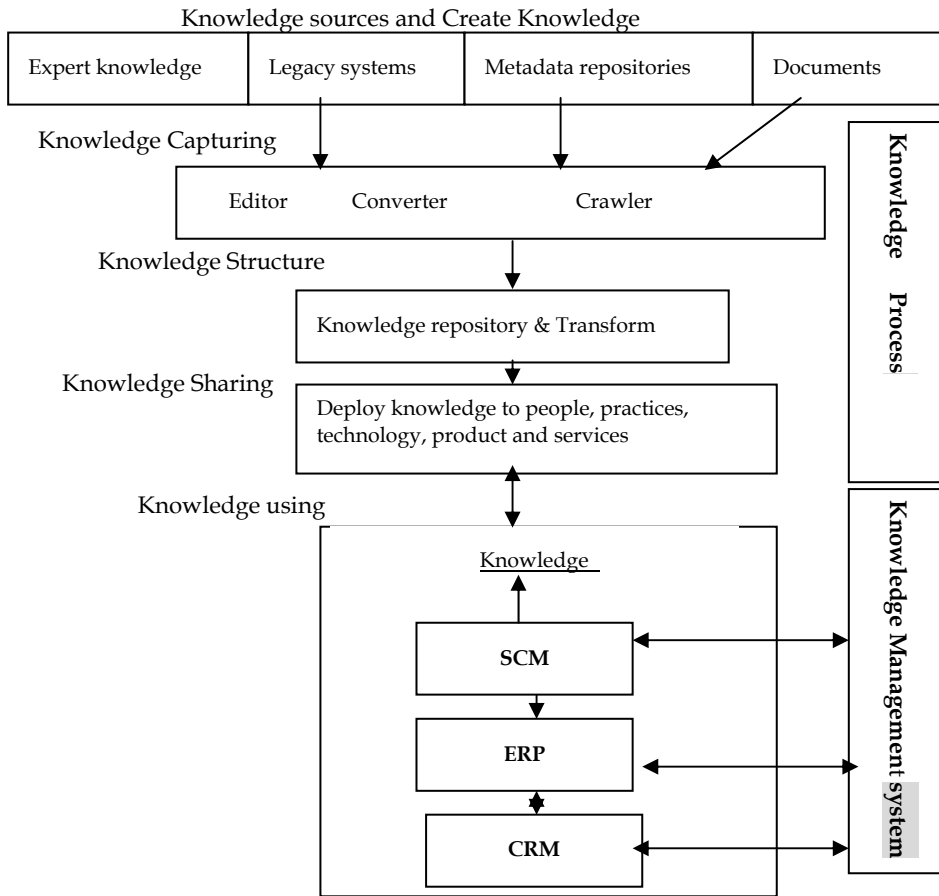 Knowledge sources and Create Knowledge
Expert knowledge
Legacy systems
Metadata repositories
Documents
Knowledge Capturing
Editor
Converter
Crawler
Knowledge Structure
Knowledge repository & Transform
Knowledge Sharing
Deploy knowledge to people, practices,
technology, product and services
Knowledge using
Knowledge
SCM
ERP
CRM
Knowledge Process
Knowledge Management system